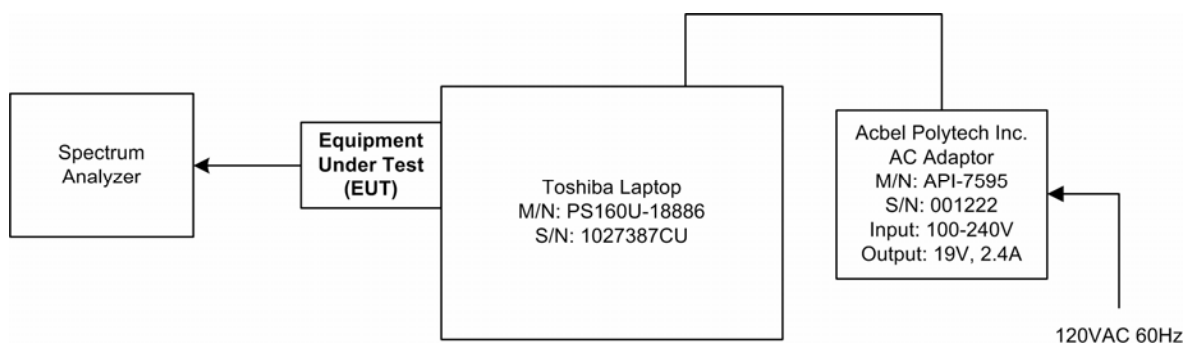 Spectrum
Analyzer
Equipment
Under Test
(EUT)
Toshiba Laptop
M/N: PS160U-18886
S/N: 1027387CU
Acbel Polytech Inc.
AC Adaptor
M/N: API-7595
S/N: 001222
Input: 100-240V
Output: 19V, 2.4A
120VAC 60Hz